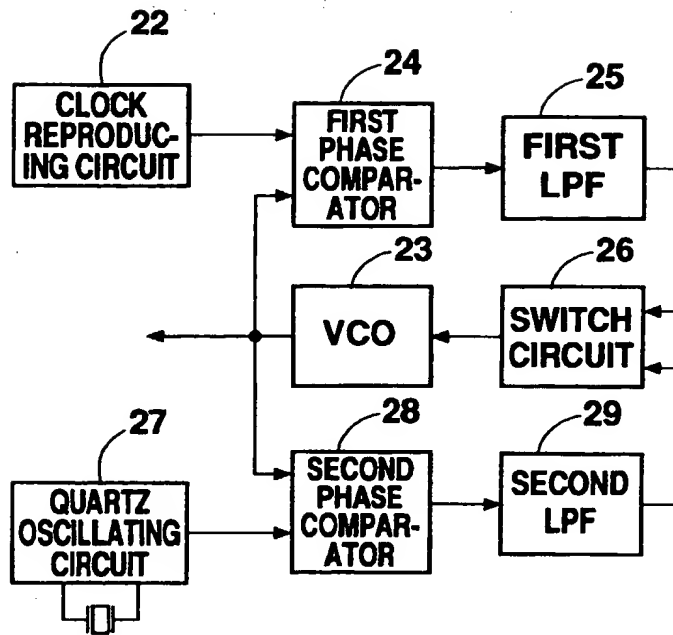 22
CLOCK
REPRODUC-
ING CIRCUIT
24
FIRST
PHASE
COMPAR-
ATOR
25
FIRST
LPF
23
VCO
26
SWITCH
CIRCUIT
27
QUARTZ
OSCILLATING
CIRCUIT
28
SECOND
PHASE
COMPAR-
ATOR
29
SECOND
LPF